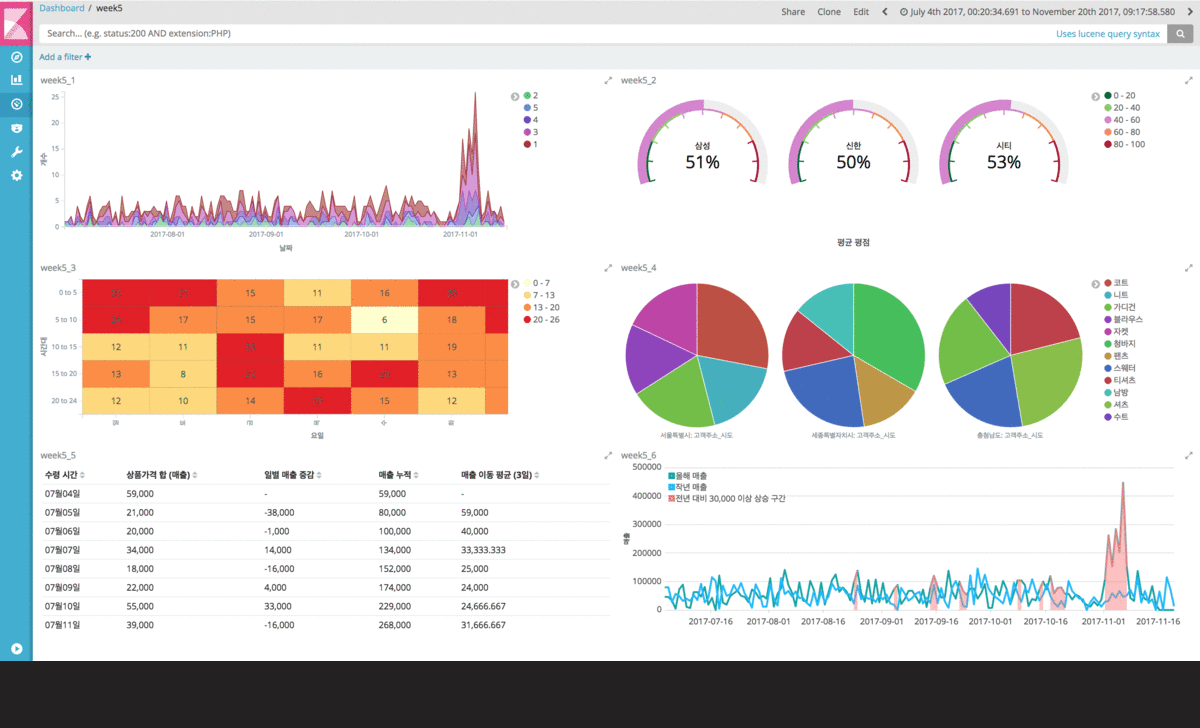 Dashboard / week5
Share Clone Edit July 4th 2017, 00:20:34.691 to November 20th 2017, 09:17:58.580
Search... (e.g. status:200 AND extension:PHP)
Uses lucene query syntax
Add a filter +
week5_1
25
20
15
10
5
0
개수
2017-08-01 2017-09-01 2017-10-01 2017-11-01
날짜
2
5
4
3
1
week5_2
삼성
51%
신한
50%
시티
53%
평균 평점
0 - 20
20 - 40
40 - 60
60 - 80
80 - 100
week5_3
시간대
0 to 5 15 11 16
5 to 10 17 15 17 6 18
10 to 15 12 11 11 11 19
15 to 20 13 8 16 13
20 to 24 12 10 14 15 12
요일
0 - 7
7 - 13
13 - 20
20 - 26
week5_4
서울특별시: 고객주소_시도
세종특별자치시: 고객주소_시도
충청남도: 고객주소_시도
코트
니트
가디건
블라우스
자켓
청바지
팬츠
스웨터
티셔츠
남방
셔츠
수트
week5_5
수령 시간 상품가격 합 (매출) 일별 매출 증감 매출 누적 매출 이동 평균 (3일)
07월04일 59,000 - 59,000 -
07월05일 21,000 -38,000 80,000 59,000
07월06일 20,000 -1,000 100,000 40,000
07월07일 34,000 14,000 134,000 33,333.333
07월08일 18,000 -16,000 152,000 25,000
07월09일 22,000 4,000 174,000 24,000
07월10일 55,000 33,000 229,000 24,666.667
07월11일 39,000 -16,000 268,000 31,666.667
week5_6
500000
400000
300000
200000
100000
0
매출
올해 매출
작년 매출
전년 대비 30,000 이상 상승 구간
2017-07-16 2017-08-01 2017-08-16 2017-09-01 2017-09-16 2017-10-01 2017-10-16 2017-11-01 2017-11-16